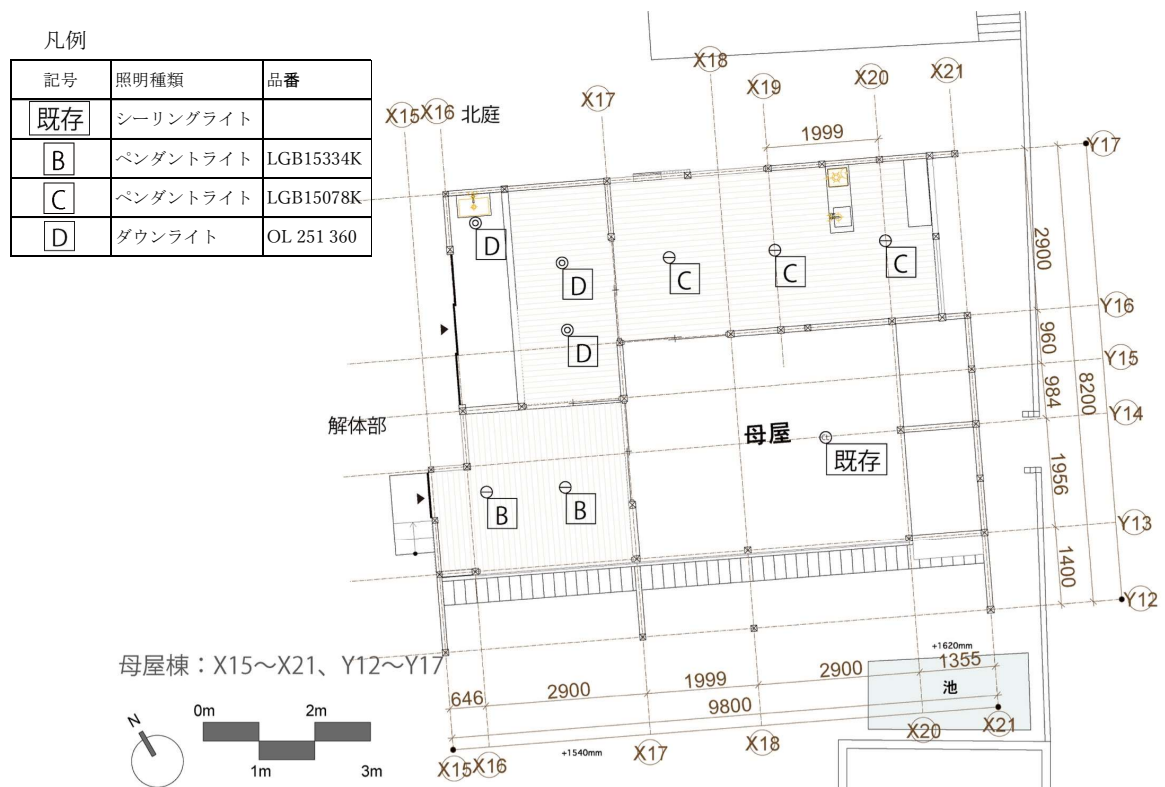 凡例
記号 照明種類 品番
既存 シーリングライト
B ペンダントライト LGB15334K
C ペンダントライト LGB15078K
D ダウンライト OL 251 360
X15 X16 北庭 X17 X18 X19 X20 X21
1999
Y17
D
D
D
C
C
C
2900
Y16
960
Y15
984
8200
Y14
解体部
母屋
CL
既存
B
B
1956
Y13
1400
Y12
母屋棟:X15〜X21、Y12〜Y17
+1620mm
池
646 2900 1999 2900 1355
9800
+1540mm
X15 X16 X17 X18 X20 X21
N
0m 2m
1m 3m